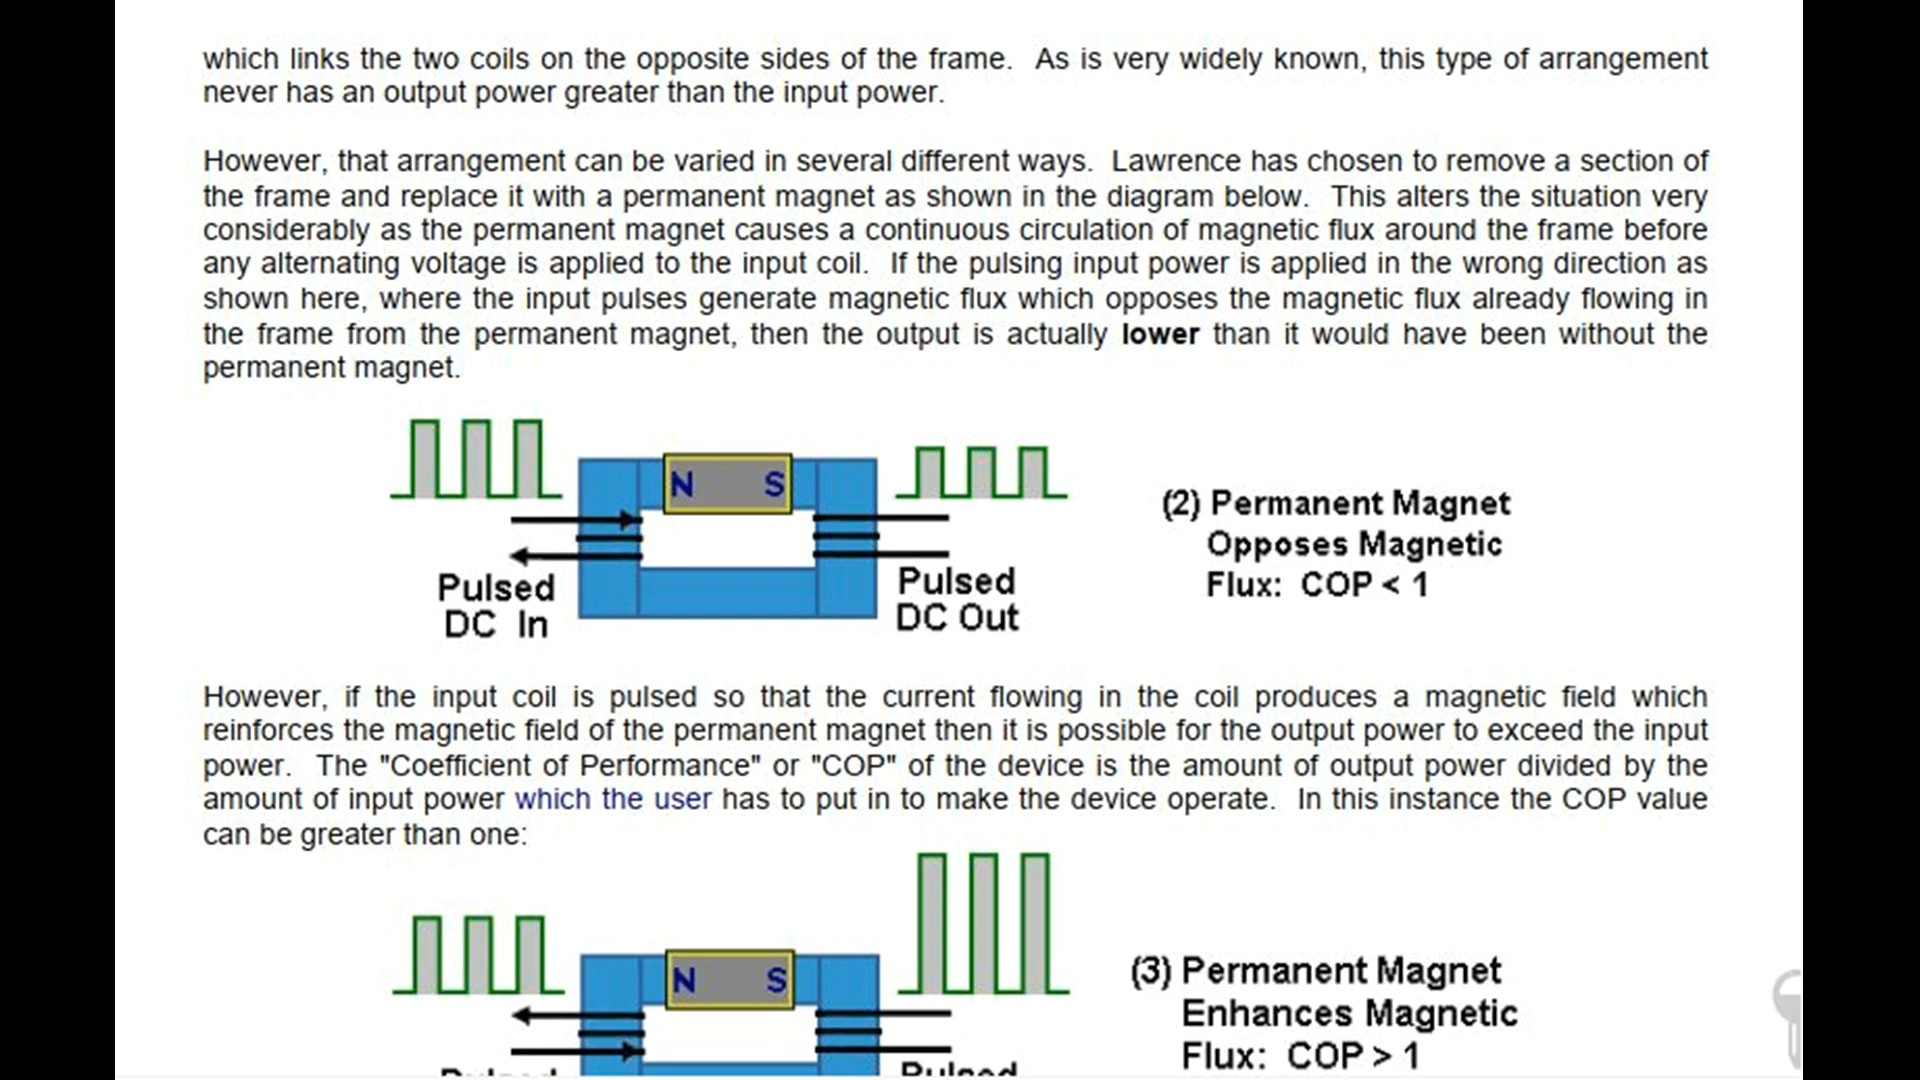 which links the two coils on the opposite sides of the frame. As is very widely known, this type of arrangement
never has an output power greater than the input power.
However, that arrangement can be varied in several different ways. Lawrence has chosen to remove a section of
the frame and replace it with a permanent magnet as shown in the diagram below. This alters the situation very
considerably as the permanent magnet causes a continuous circulation of magnetic flux around the frame before
any alternating voltage is applied to the input coil. If the pulsing input power is applied in the wrong direction as
shown here, where the input pulses generate magnetic flux which opposes the magnetic flux already flowing in
the frame from the permanent magnet, then the output is actually lower than it would have been without the
permanent magnet.
N S
Pulsed
DC In
Pulsed
DC Out
(2) Permanent Magnet
Opposes Magnetic
Flux: COP < 1
However, if the input coil is pulsed so that the current flowing in the coil produces a magnetic field which
reinforces the magnetic field of the permanent magnet then it is possible for the output power to exceed the input
power. The "Coefficient of Performance" or "COP" of the device is the amount of output power divided by the
amount of input power which the user has to put in to make the device operate. In this instance the COP value
can be greater than one:
N S
Pulsed
Pulsed
(3) Permanent Magnet
Enhances Magnetic
Flux: COP > 1